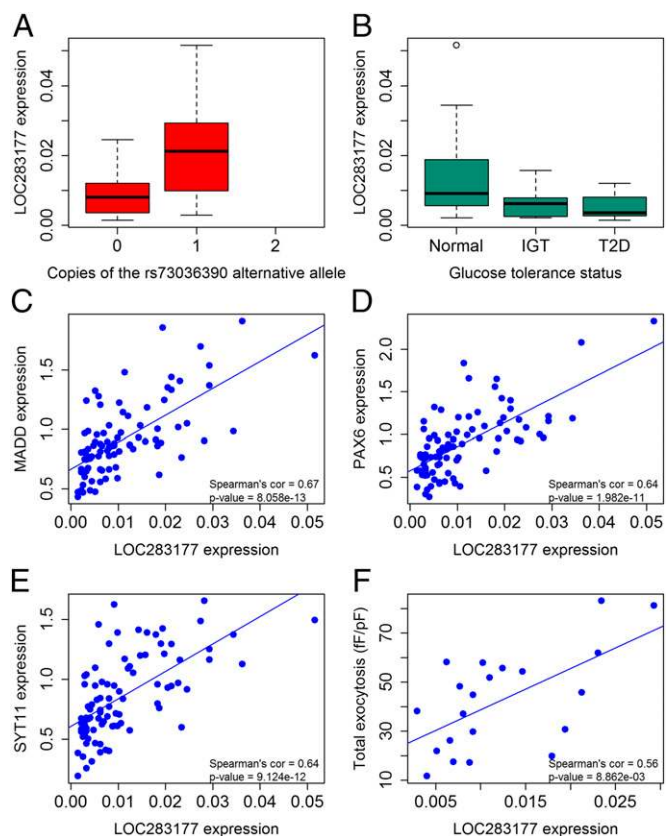 A
LOC283177 expression
0.04
0.02
0.00
0 1 2
Copies of the rs73036390 alternative allele
B
LOC283177 expression
0.04
0.02
0.00
Normal IGT T2D
Glucose tolerance status
C
MADD expression
1.5
1.0
0.5
Spearman's cor = 0.67
p-value = 8.058e-13
0.00 0.01 0.02 0.03 0.04 0.05
LOC283177 expression
D
PAX6 expression
2.0
1.5
1.0
0.5
Spearman's cor = 0.64
p-value = 1.982e-11
0.00 0.01 0.02 0.03 0.04 0.05
LOC283177 expression
E
SYT11 expression
1.5
1.0
0.5
Spearman's cor = 0.64
p-value = 9.124e-12
0.00 0.01 0.02 0.03 0.04 0.05
LOC283177 expression
F
Total exocytosis (fF/pF)
70
50
30
10
Spearman's cor = 0.56
p-value = 8.862e-03
0.005 0.015 0.025
LOC283177 expression